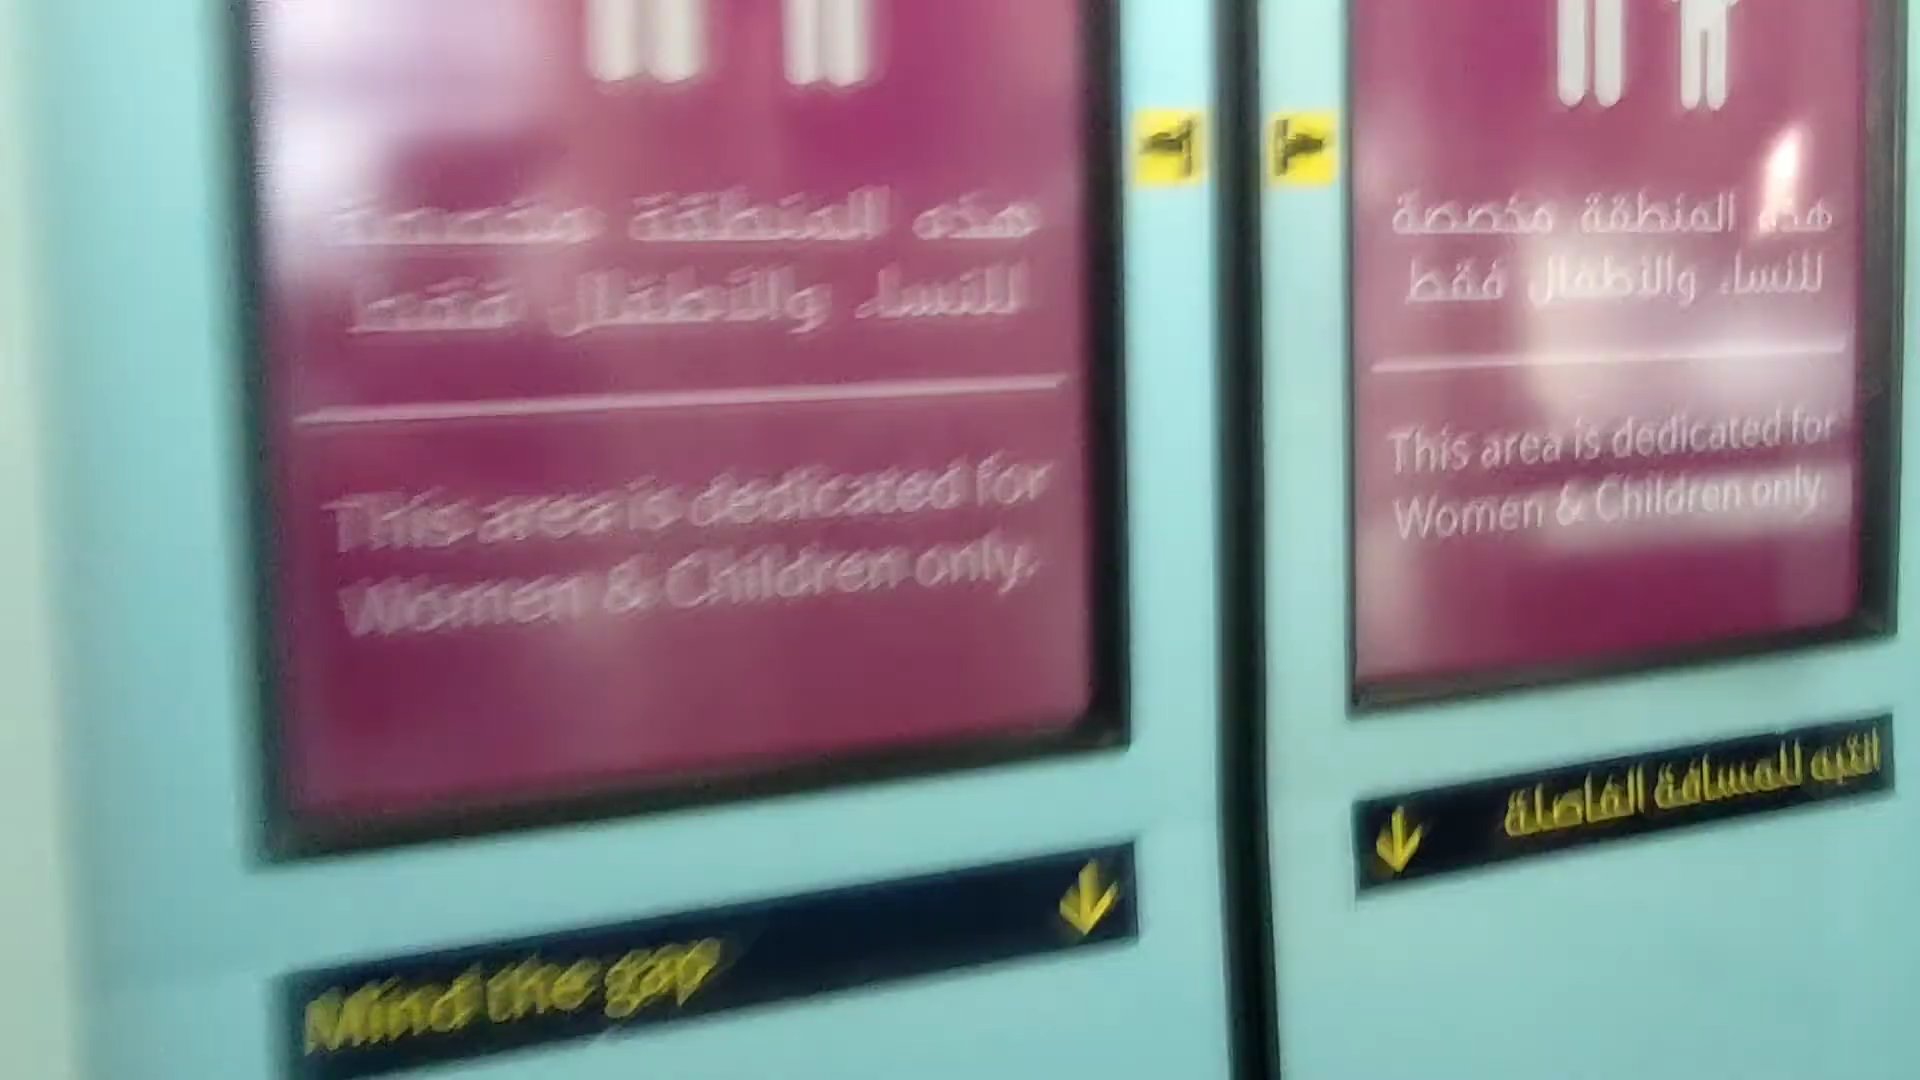 هذه المنطقة مخصصة
للنساء والأطفال فقط
This area is dedicated for
Women & Children only.
Mind the gap
هذه المنطقة مخصصة
للنساء والأطفال فقط
This area is dedicated for
Women & Children only.
انتبه للمسافة الفاصلة